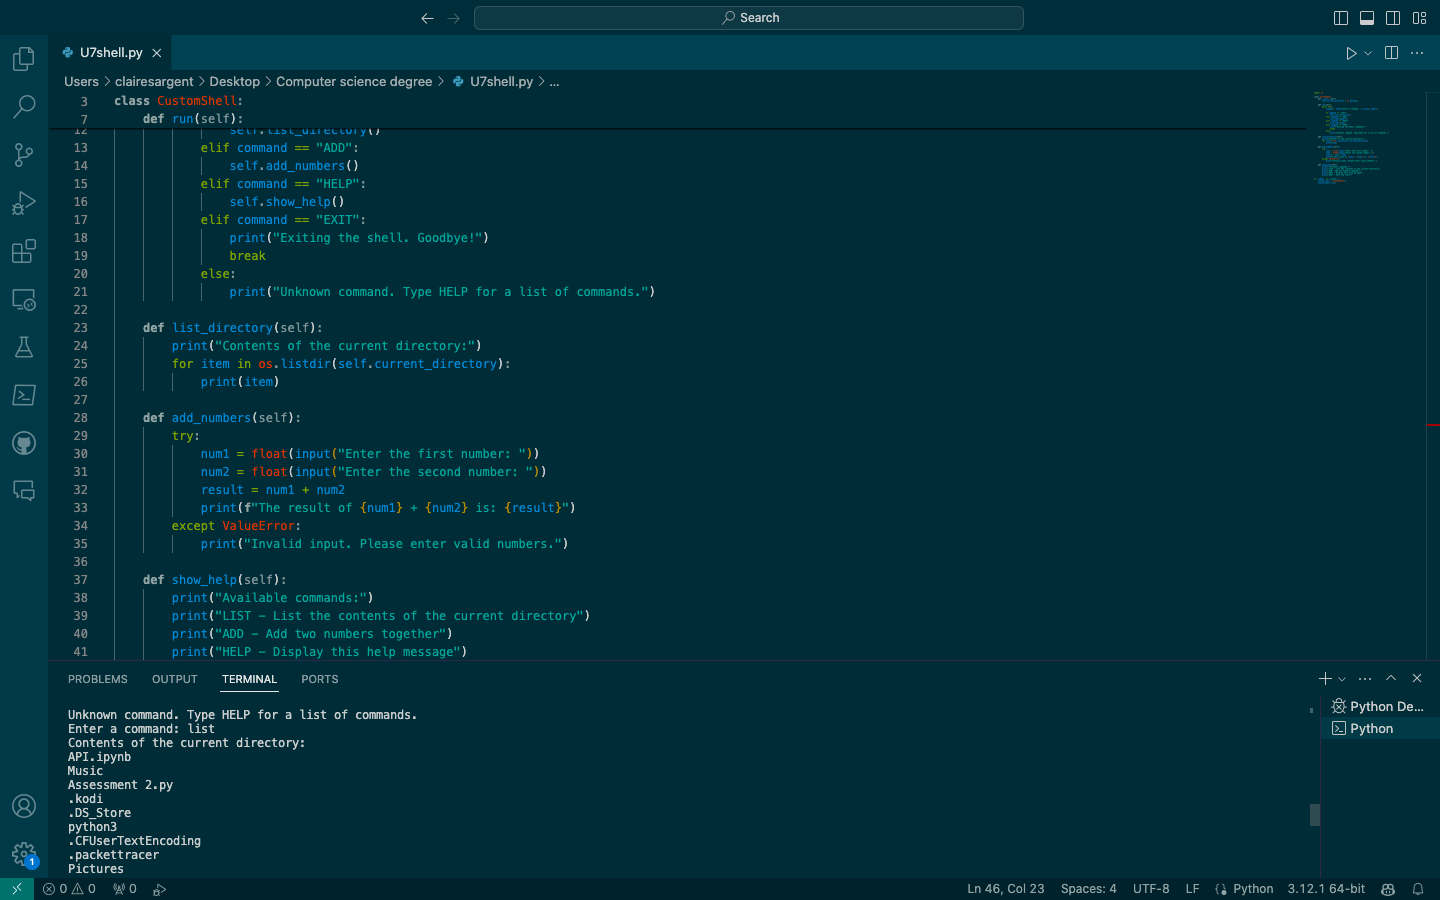 Search
U7shell.py
Users > clairesargent > Desktop > Computer science degree > U7shell.py > ...
3 class CustomShell:
7 def run(self):
12 self.list_directory()
13 elif command == "ADD":
14 self.add_numbers()
15 elif command == "HELP":
16 self.show_help()
17 elif command == "EXIT":
18 print("Exiting the shell. Goodbye!")
19 break
20 else:
21 print("Unknown command. Type HELP for a list of commands.")
22
23 def list_directory(self):
24 print("Contents of the current directory:")
25 for item in os.listdir(self.current_directory):
26 print(item)
27
28 def add_numbers(self):
29 try:
30 num1 = float(input("Enter the first number: "))
31 num2 = float(input("Enter the second number: "))
32 result = num1 + num2
33 print(f"The result of {num1} + {num2} is: {result}")
34 except ValueError:
35 print("Invalid input. Please enter valid numbers.")
36
37 def show_help(self):
38 print("Available commands:")
39 print("LIST – List the contents of the current directory")
40 print("ADD – Add two numbers together")
41 print("HELP – Display this help message")
PROBLEMS OUTPUT TERMINAL PORTS
Unknown command. Type HELP for a list of commands.
Enter a command: list
Contents of the current directory:
API.ipynb
Music
Assessment 2.py
.kodi
.DS_Store
python3
.CFUserTextEncoding
.packettracer
Pictures
Python De...
Python
1
0 0 0
Ln 46, Col 23 Spaces: 4 UTF-8 LF Python 3.12.1 64-bit